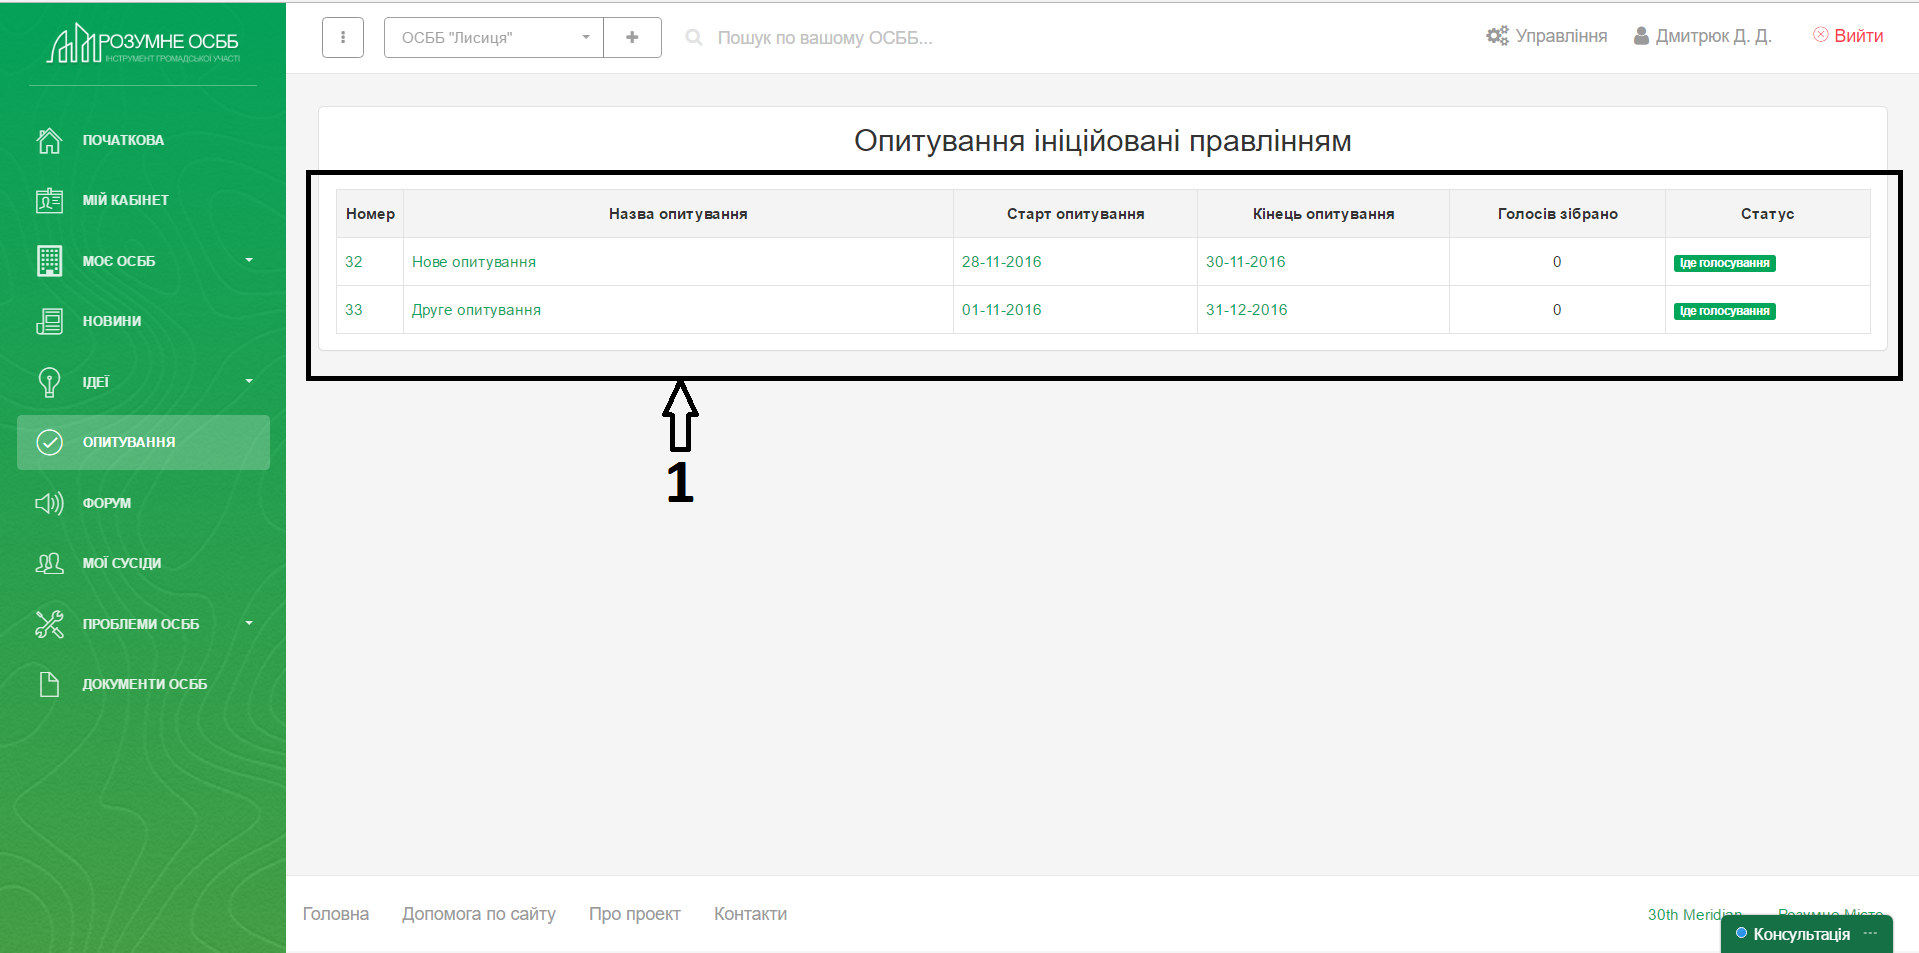 РОЗУМНЕ ОСББ
ІНСТРУМЕНТ ГРОМАДСЬКОЇ УЧАСТІ
ПОЧАТКОВА
МІЙ КАБІНЕТ
МОЄ ОСББ
НОВИНИ
ІДЕЇ
ОПИТУВАННЯ
ФОРУМ
МОЇ СУСІДИ
ПРОБЛЕМИ ОСББ
ДОКУМЕНТИ ОСББ
ОСББ "Лисиця"
Пошук по вашому ОСББ...
Управління
Дмитрюк Д. Д.
Вийти
Опитування ініційовані правлінням
Номер Назва опитування Старт опитування Кінець опитування Голосів зібрано Статус
32 Нове опитування 28-11-2016 30-11-2016 0 Іде голосування
33 Друге опитування 01-11-2016 31-12-2016 0 Іде голосування
1
Головна Допомога по сайту Про проект Контакти
30th Meridian Розумне Місто
Консультація ...